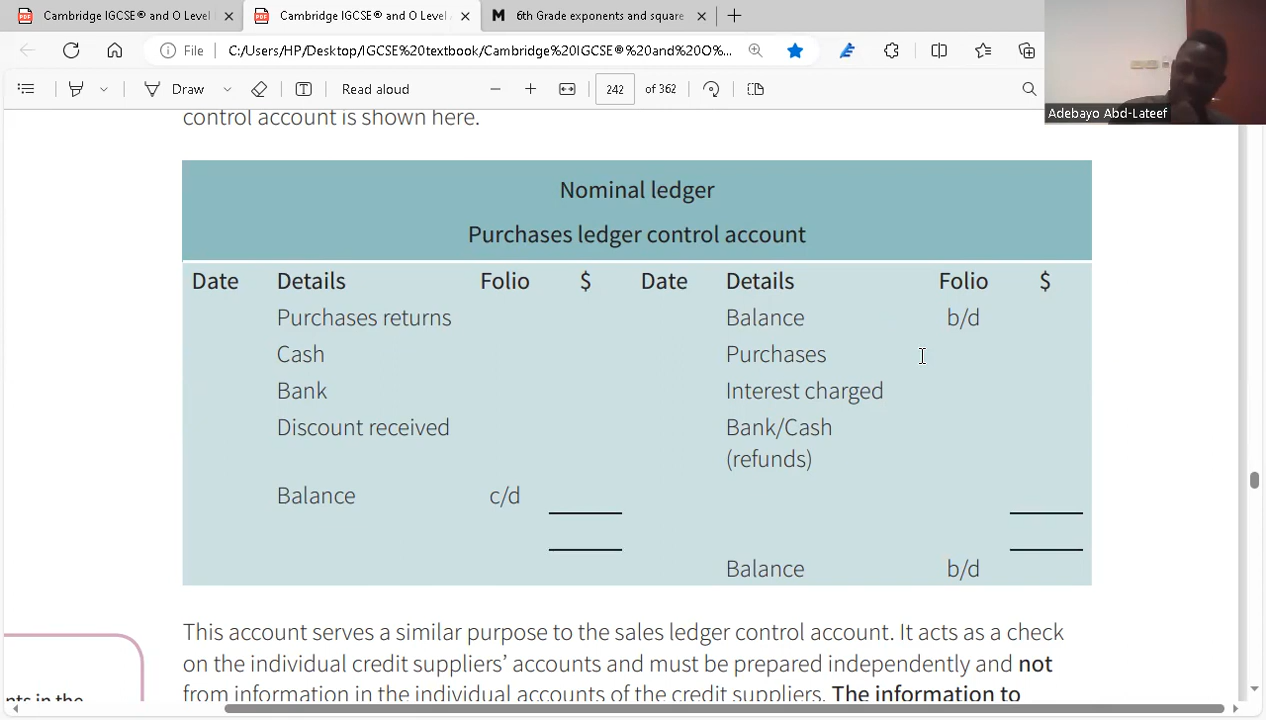 Cambridge IGCSE® and O Level
Cambridge IGCSE® and O Level
6th Grade exponents and square
File
C:/Users/HP/Desktop/IGCSE%20textbook/Cambridge%20IGCSE®%20and%20O%...
Draw
Read aloud
242 of 362
Adebayo Abd-Lateef
control account is shown here.
Nominal ledger
Purchases ledger control account
Date Details Folio $ Date Details Folio $
Purchases returns Balance b/d
Cash Purchases
Bank Interest charged
Discount received Bank/Cash
(refunds)
Balance c/d
Balance b/d
This account serves a similar purpose to the sales ledger control account. It acts as a check
on the individual credit suppliers’ accounts and must be prepared independently and not
nts in the
from information in the individual accounts of the credit suppliers. The information to